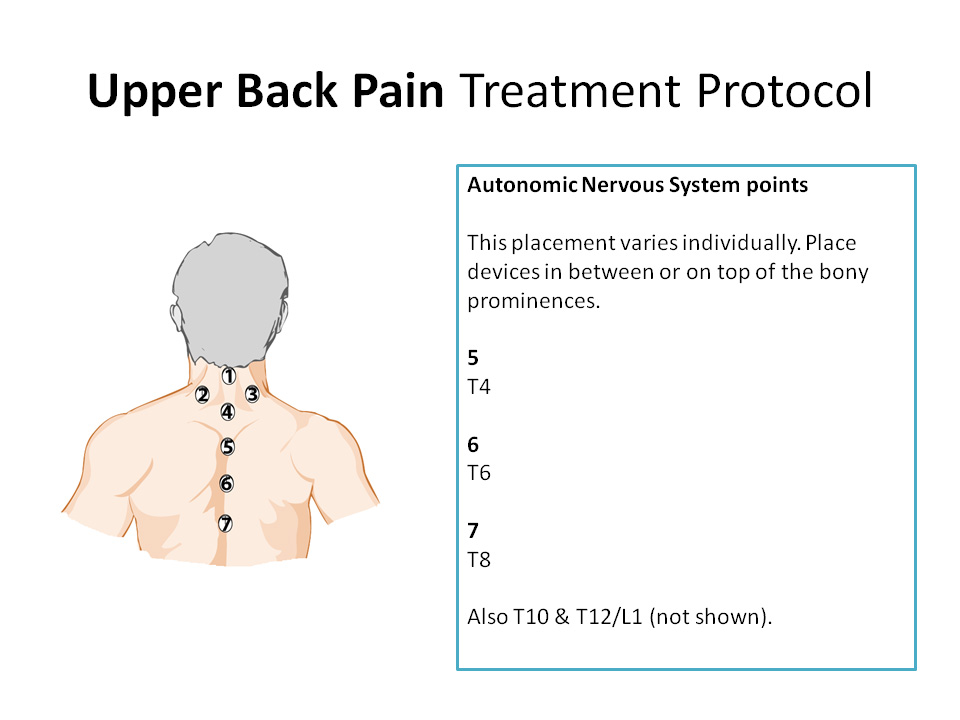 Upper Back Pain Treatment Protocol
Autonomic Nervous System points
This placement varies individually. Place
devices in between or on top of the bony
prominences.
5
T4
6
T6
7
T8
Also T10 & T12/L1 (not shown).
1
2
3
4
5
6
7